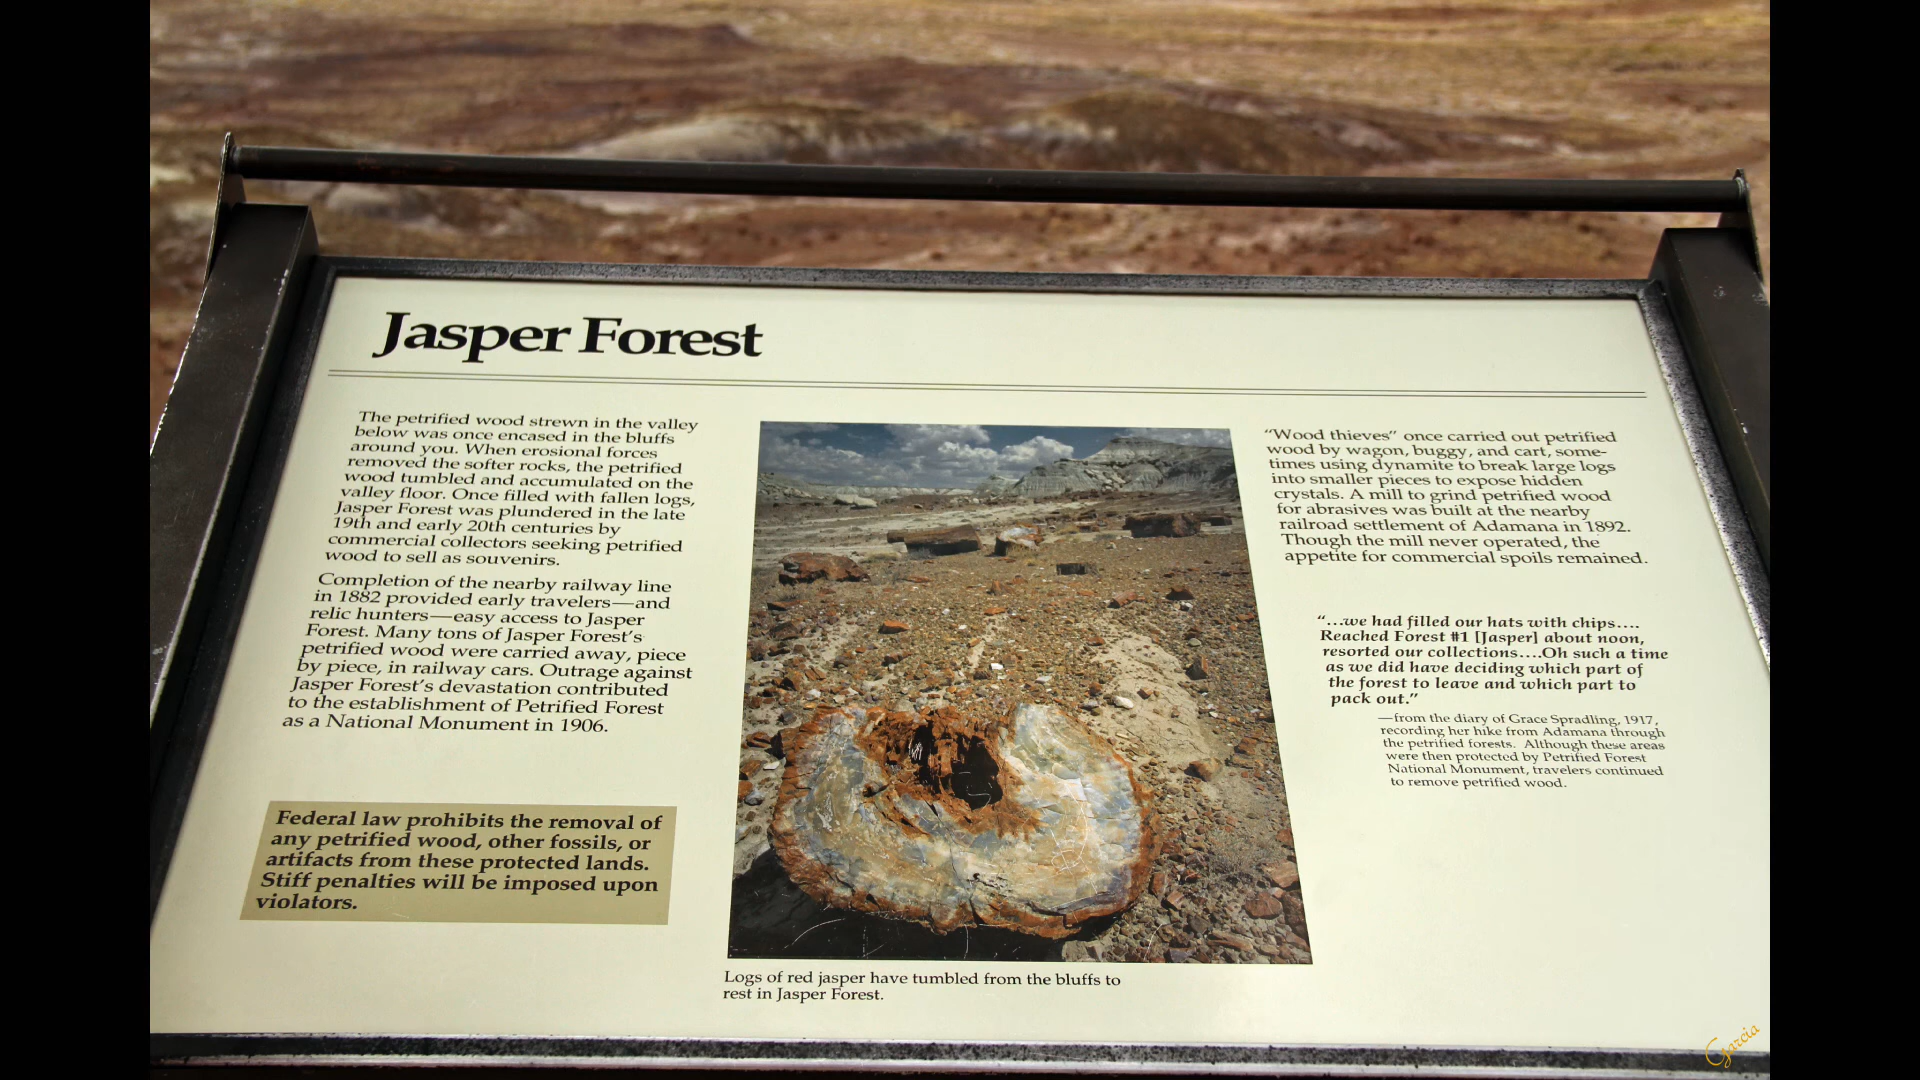 Jasper Forest
The petrified wood strewn in the valley
below was once encased in the bluffs
around you. When erosional forces
removed the softer rocks, the petrified
wood tumbled and accumulated on the
valley floor. Once filled with fallen logs,
Jasper Forest was plundered in the late
19th and early 20th centuries by
commercial collectors seeking petrified
wood to sell as souvenirs.
Completion of the nearby railway line
in 1882 provided early travelers—and
relic hunters—easy access to Jasper
Forest. Many tons of Jasper Forest's
petrified wood were carried away, piece
by piece, in railway cars. Outrage against
Jasper Forest's devastation contributed
to the establishment of Petrified Forest
as a National Monument in 1906.
Federal law prohibits the removal of
any petrified wood, other fossils, or
artifacts from these protected lands.
Stiff penalties will be imposed upon
violators.
Logs of red jasper have tumbled from the bluffs to
rest in Jasper Forest.
“Wood thieves” once carried out petrified
wood by wagon, buggy, and cart, some-
times using dynamite to break large logs
into smaller pieces to expose hidden
crystals. A mill to grind petrified wood
for abrasives was built at the nearby
railroad settlement of Adamana in 1892.
Though the mill never operated, the
appetite for commercial spoils remained.
“...we had filled our hats with chips....
Reached Forest #1 [Jasper] about noon,
resorted our collections....Oh such a time
as we did have deciding which part of
the forest to leave and which part to
pack out.”
—from the diary of Grace Spradling, 1917,
recording her hike from Adamana through
the petrified forests. Although these areas
were then protected by Petrified Forest
National Monument, travelers continued
to remove petrified wood.
Garcia